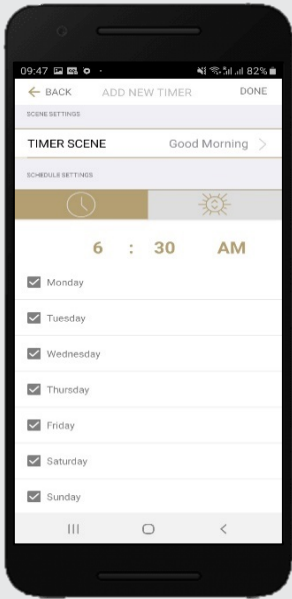 09:47 82%
BACK ADD NEW TIMER DONE
SCENE SETTINGS
TIMER SCENE Good Morning
SCHEDULE SETTINGS
6 : 30 AM
Monday
Tuesday
Wednesday
Thursday
Friday
Saturday
Sunday